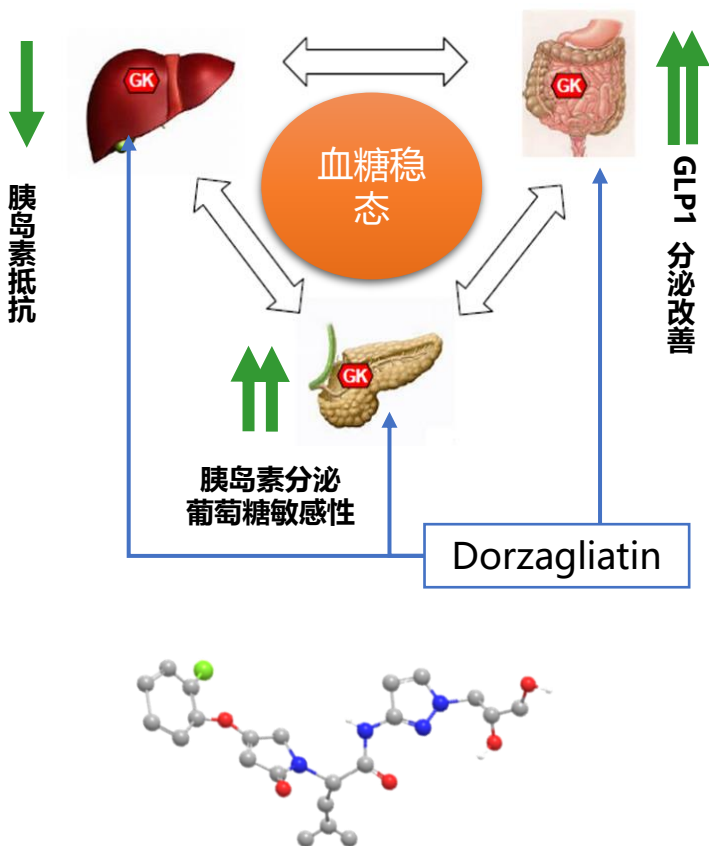 GK
GK
血糖稳
态
胰岛素抵抗
GLP1 分泌改善
GK
胰岛素分泌
葡萄糖敏感性
Dorzagliatin